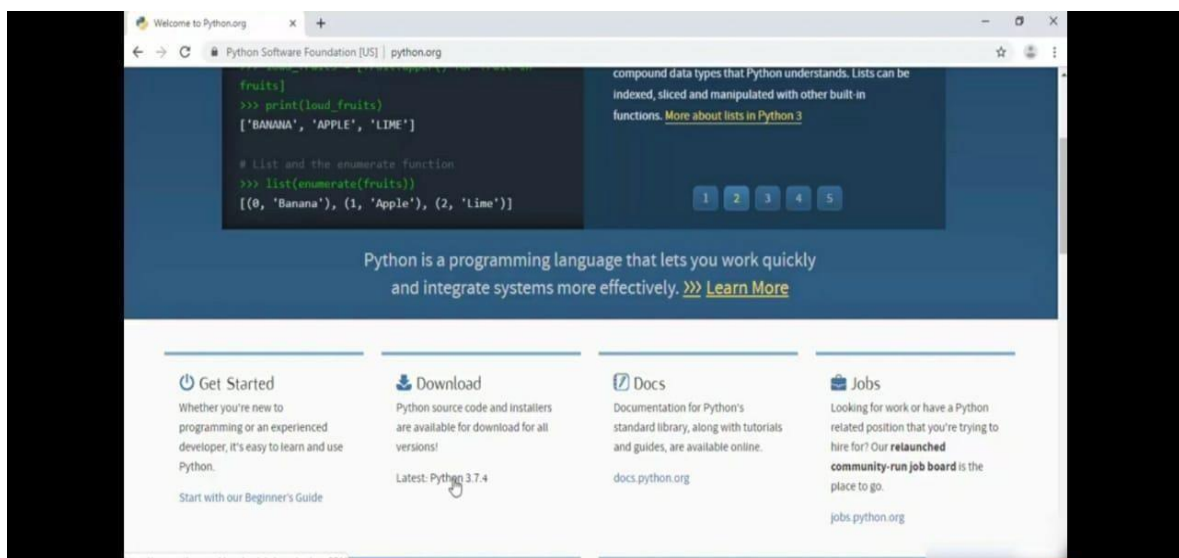 Welcome to Python.org
Python Software Foundation [US] | python.org
fruits]
>>> print(loud_fruits)
['BANANA', 'APPLE', 'LIME']
# List and the enumerate function
>>> list(enumerate(fruits))
[(0, 'Banana'), (1, 'Apple'), (2, 'Lime')]
compound data types that Python understands. Lists can be
indexed, sliced and manipulated with other built-in
functions. More about lists in Python 3
1 2 3 4 5
Python is a programming language that lets you work quickly
and integrate systems more effectively. >>> Learn More
Get Started
Whether you're new to
programming or an experienced
developer, it's easy to learn and use
Python.
Start with our Beginner's Guide
Download
Python source code and installers
are available for download for all
versions!
Latest: Python 3.7.4
Docs
Documentation for Python's
standard library, along with tutorials
and guides, are available online.
docs.python.org
Jobs
Looking for work or have a Python
related position that you're trying to
hire for? Our relaunched
community-run job board is the
place to go.
jobs.python.org